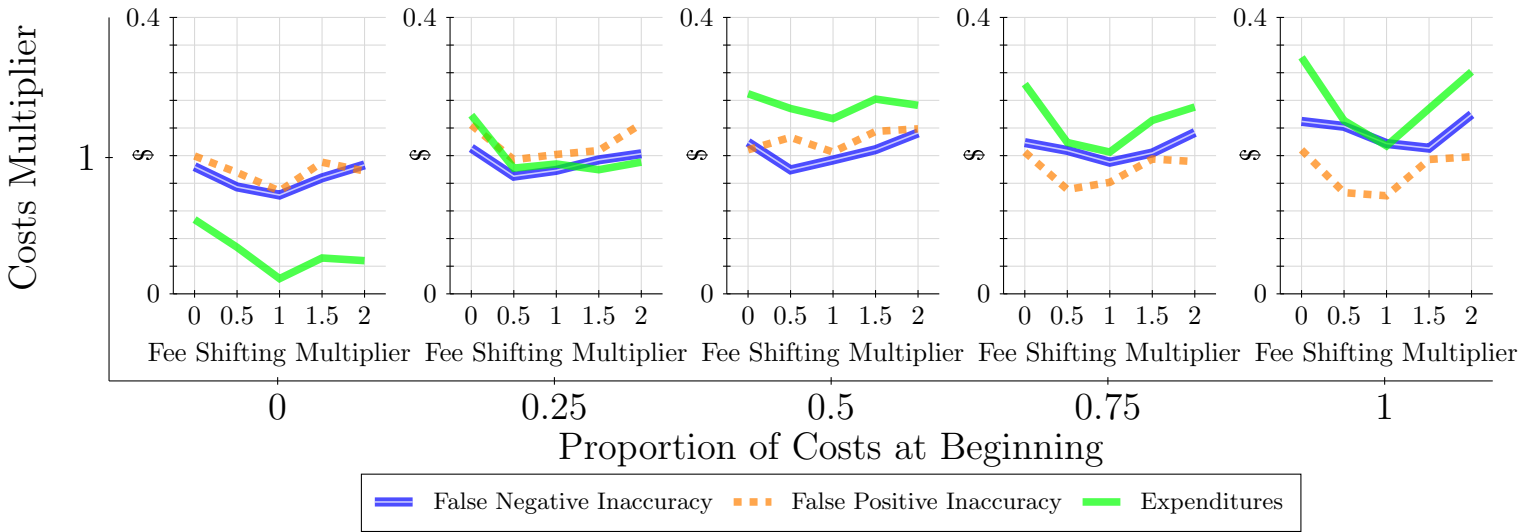 Costs Multiplier
1
0.4
0
$
0 0.5 1 1.5 2
Fee Shifting Multiplier
0.4
0
$
0 0.5 1 1.5 2
Fee Shifting Multiplier
0.4
0
$
0 0.5 1 1.5 2
Fee Shifting Multiplier
0.4
0
$
0 0.5 1 1.5 2
Fee Shifting Multiplier
0.4
0
$
0 0.5 1 1.5 2
Fee Shifting Multiplier
0 0.25 0.5 0.75 1
Proportion of Costs at Beginning
False Negative Inaccuracy False Positive Inaccuracy Expenditures